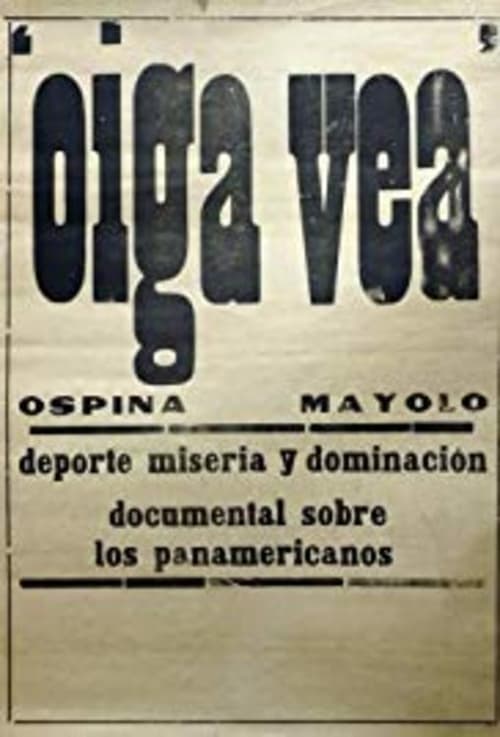 "oiga vea"
OSPINA MAYOLO
deporte miseria y dominación
documental sobre
los panamericanos